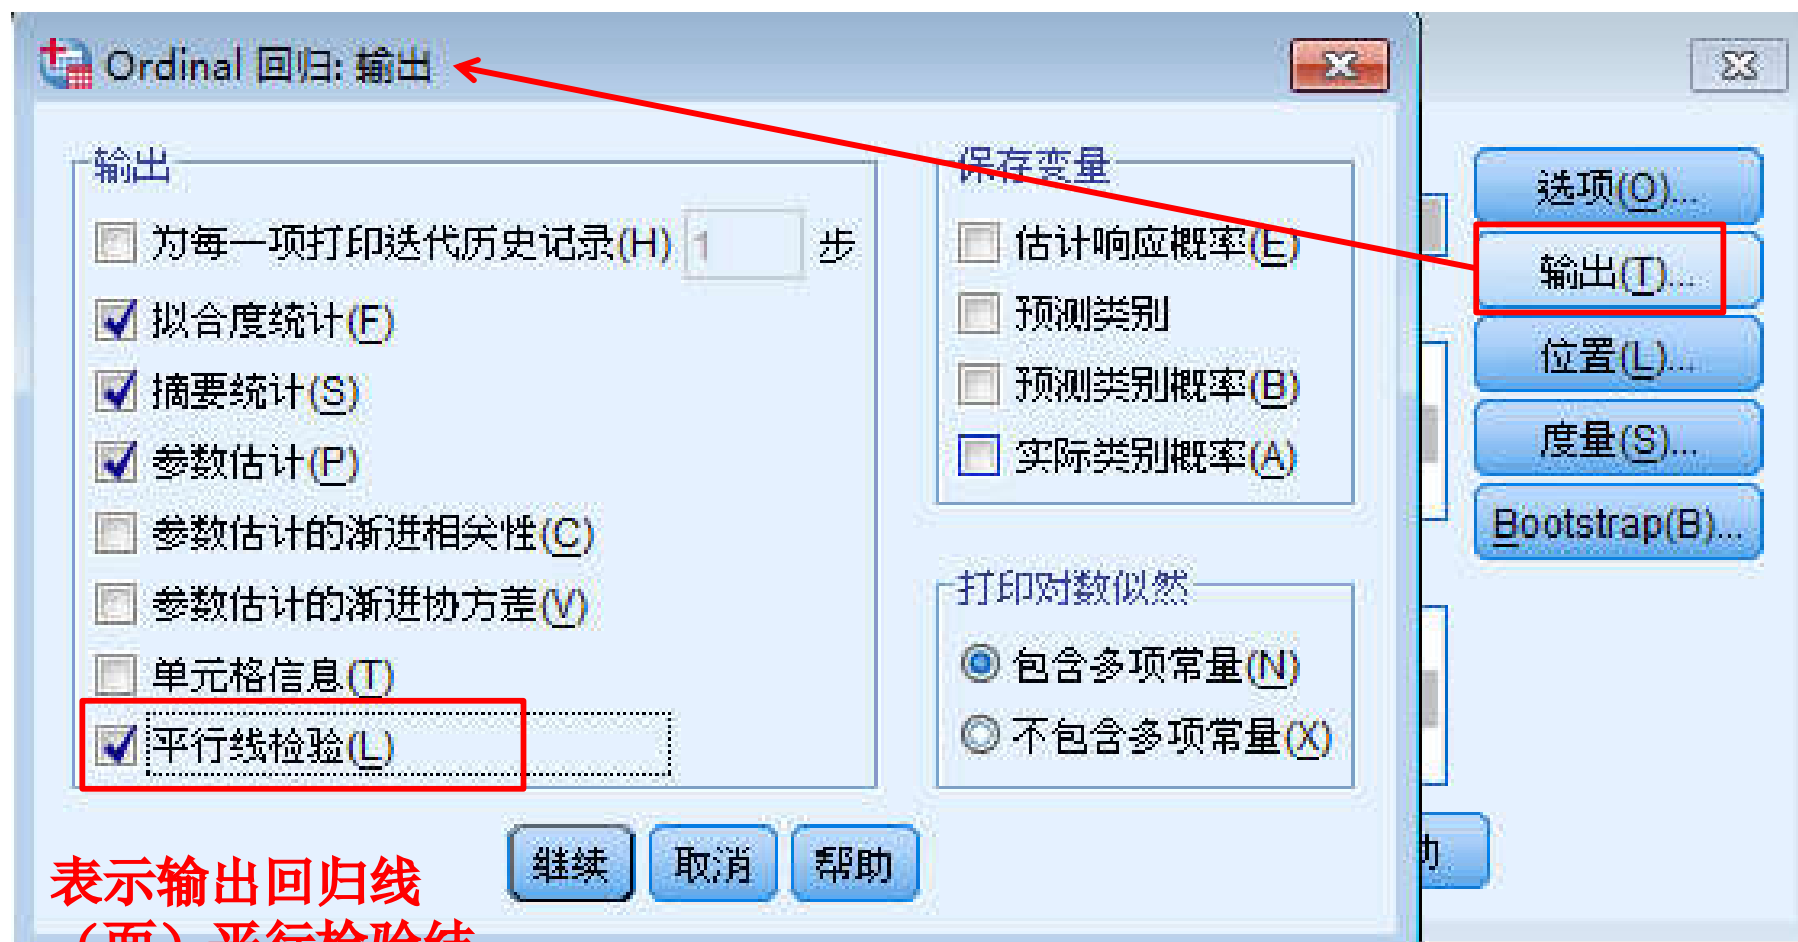 Ordinal 回归: 输出
输出
为每一项打印迭代历史记录(H) 1 步
拟合度统计(F)
摘要统计(S)
参数估计(P)
参数估计的渐进相关性(C)
参数估计的渐进协方差(V)
单元格信息(T)
平行线检验(L)
保存变量
估计响应概率(E)
预测类别
预测类别概率(B)
实际类别概率(A)
打印对数似然
包含多项常量(N)
不包含多项常量(X)
继续 取消 帮助
选项(O)...
输出(T)...
位置(L)...
度量(S)...
Bootstrap(B)...
表示输出回归线
（面）平行检验结